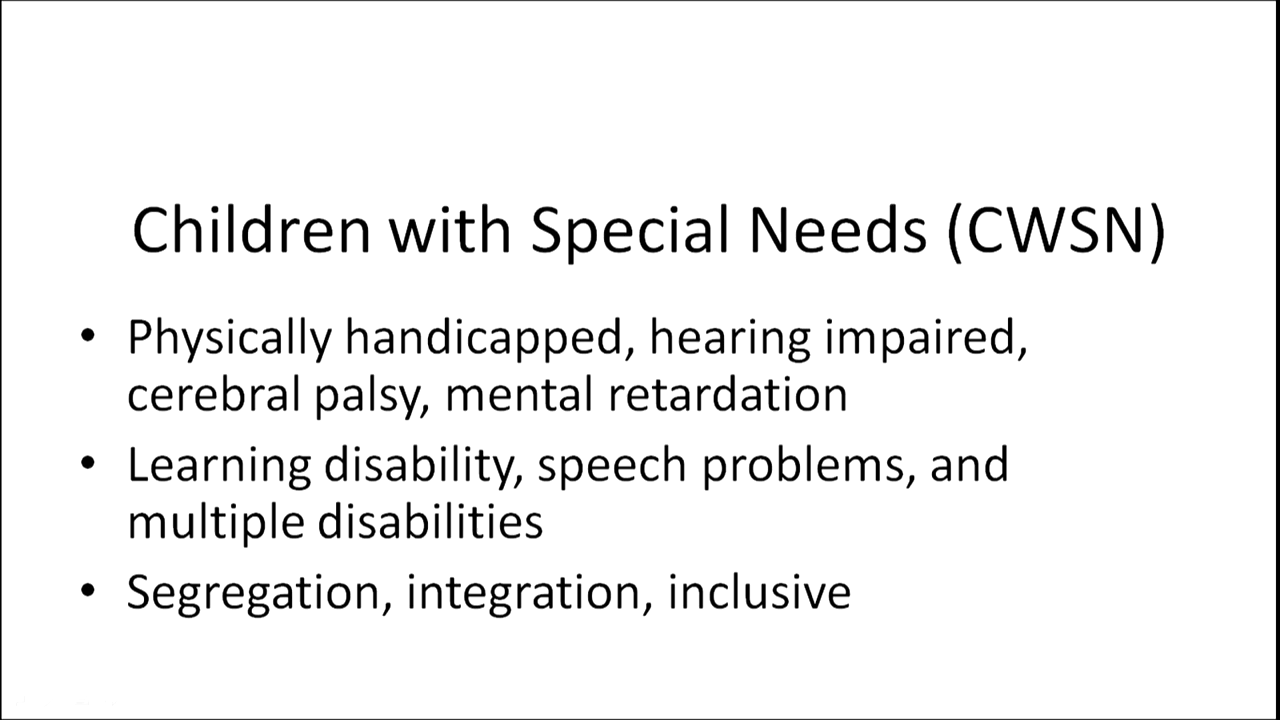 Children with Special Needs (CWSN)
• Physically handicapped, hearing impaired,
cerebral palsy, mental retardation
• Learning disability, speech problems, and
multiple disabilities
• Segregation, integration, inclusive